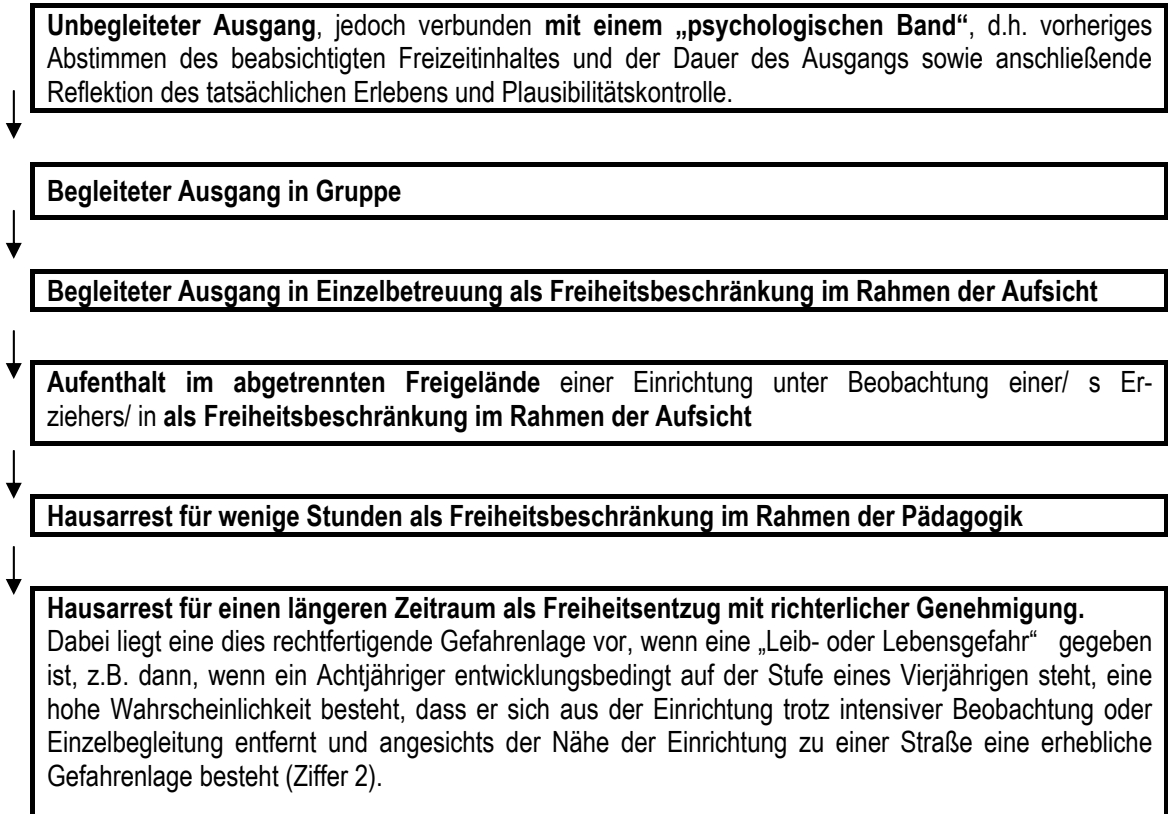 Unbegleiteter Ausgang, jedoch verbunden mit einem „psychologischen Band“, d.h. vorheriges
Abstimmen des beabsichtigten Freizeitinhaltes und der Dauer des Ausgangs sowie anschließende
Reflektion des tatsächlichen Erlebens und Plausibilitätskontrolle.
Begleiteter Ausgang in Gruppe
Begleiteter Ausgang in Einzelbetreuung als Freiheitsbeschränkung im Rahmen der Aufsicht
Aufenthalt im abgetrennten Freigelände einer Einrichtung unter Beobachtung einer/ s Er-
ziehers/ in als Freiheitsbeschränkung im Rahmen der Aufsicht
Hausarrest für wenige Stunden als Freiheitsbeschränkung im Rahmen der Pädagogik
Hausarrest für einen längeren Zeitraum als Freiheitsentzug mit richterlicher Genehmigung.
Dabei liegt eine dies rechtfertigende Gefahrenlage vor, wenn eine „Leib- oder Lebensgefahr“ gegeben
ist, z.B. dann, wenn ein Achtjähriger entwicklungsbedingt auf der Stufe eines Vierjährigen steht, eine
hohe Wahrscheinlichkeit besteht, dass er sich aus der Einrichtung trotz intensiver Beobachtung oder
Einzelbegleitung entfernt und angesichts der Nähe der Einrichtung zu einer Straße eine erhebliche
Gefahrenlage besteht (Ziffer 2).